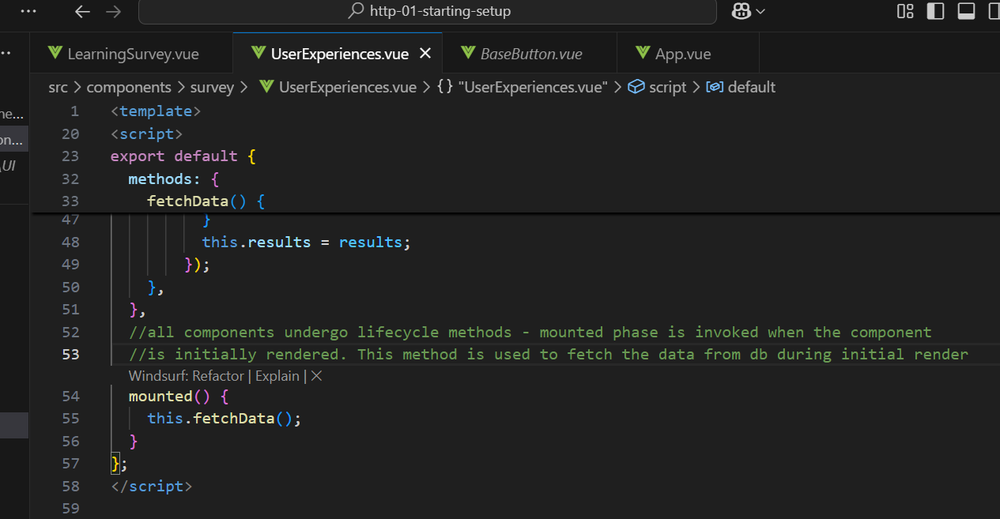 http-01-starting-setup
LearningSurvey.vue UserExperiences.vue BaseButton.vue App.vue
src > components > survey > UserExperiences.vue > {} "UserExperiences.vue" > script > default
ne...
on...
\UI
1 <template>
20 <script>
23 export default {
32 methods: {
33 fetchData() {
47 }
48 this.results = results;
49 });
50 },
51 },
52 //all components undergo lifecycle methods - mounted phase is invoked when the component
53 //is initially rendered. This method is used to fetch the data from db during initial render
Windsurf: Refactor | Explain | ×
54 mounted() {
55 this.fetchData();
56 }
57 };
58 </script>
59